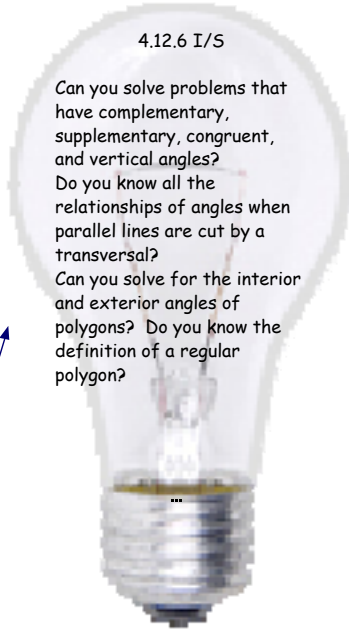 4.12.6 I/S
Can you solve problems that
have complementary,
supplementary, congruent,
and vertical angles?
Do you know all the
relationships of angles when
parallel lines are cut by a
transversal?
Can you solve for the interior
and exterior angles of
polygons? Do you know the
definition of a regular
polygon?
...